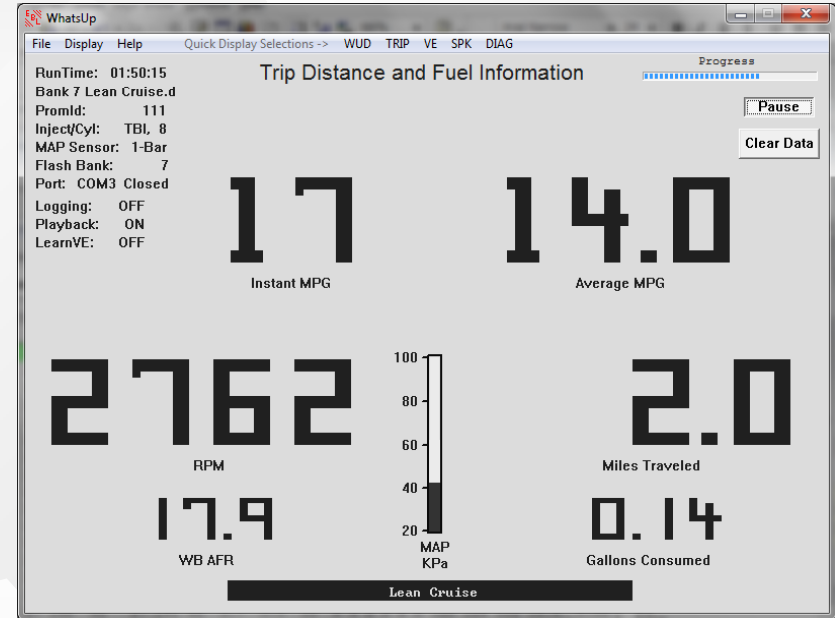 WhatsUp
File Display Help Quick Display Selections -> WUD TRIP VE SPK DIAG
RunTime: 01:50:15
Bank 7 Lean Cruise.d
PromId: 111
Inject/Cyl: TBI, 8
MAP Sensor: 1-Bar
Flash Bank: 7
Port: COM3 Closed
Logging: OFF
Playback: ON
LearnVE: OFF
Trip Distance and Fuel Information
Progress
Pause
Clear Data
17
Instant MPG
14.0
Average MPG
2762
RPM
100
80
60
40
20
MAP
KPa
2.0
Miles Traveled
17.9
WB AFR
0.14
Gallons Consumed
Lean Cruise